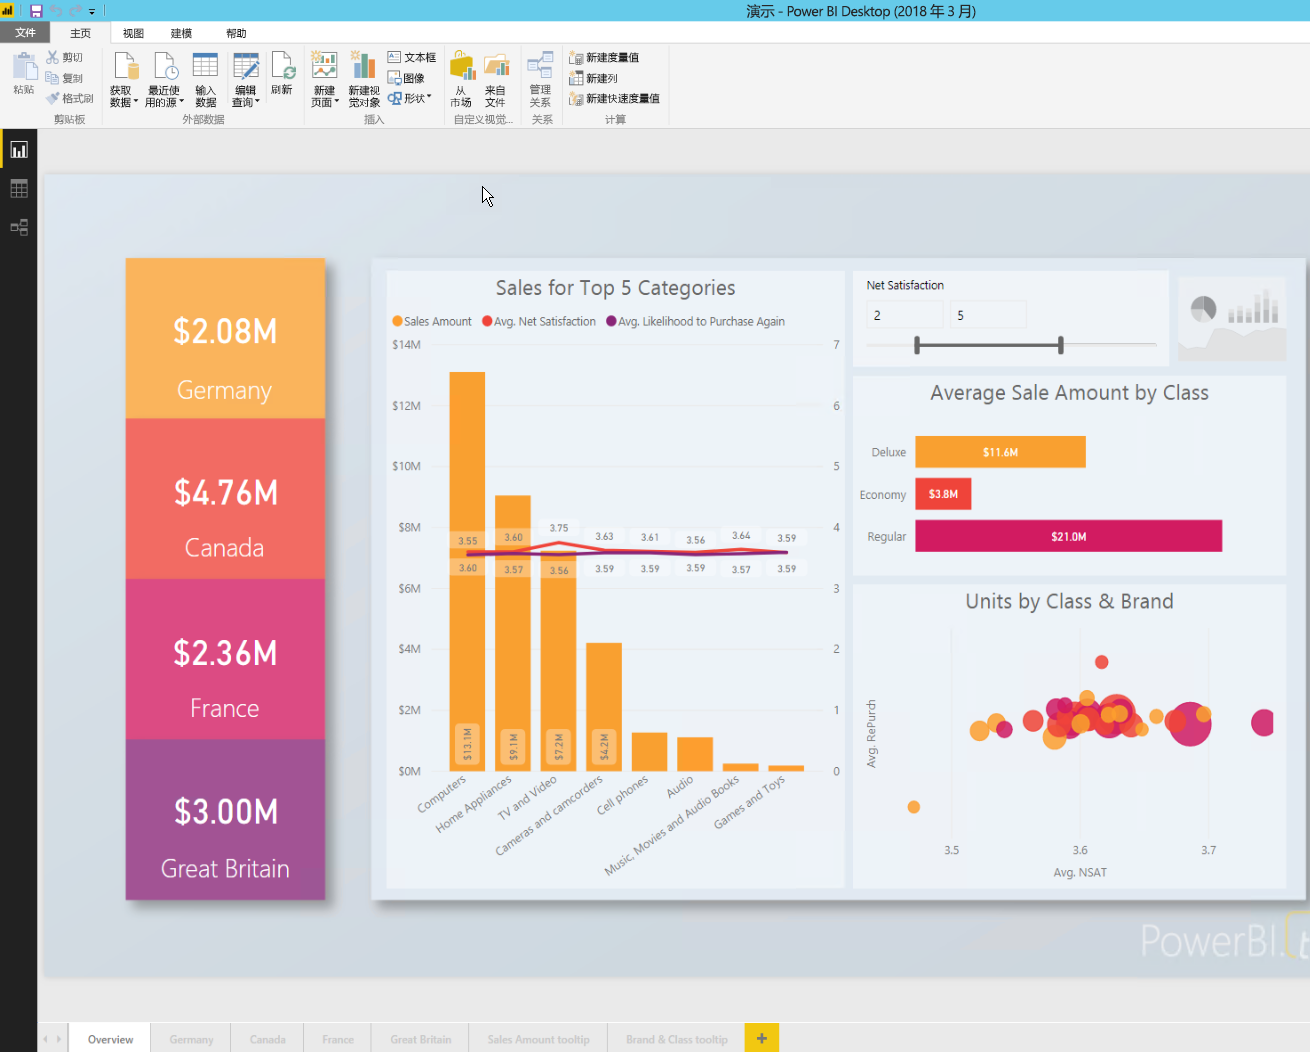 演示 - Power BI Desktop (2018 年 3 月)
文件 主页 视图 建模 帮助
粘贴 剪切 复制 格式刷
剪贴板
获取数据 最近使用的源 输入数据 编辑查询 刷新
外部数据
新建页面 新建视觉对象 文本框 图像 形状
插入
从市场 来自文件
自定义视觉...
管理关系
关系
新建度量值
新建列
新建快速度量值
计算
$2.08M
Germany
$4.76M
Canada
$2.36M
France
$3.00M
Great Britain
Sales for Top 5 Categories
Sales Amount Avg. Net Satisfaction Avg. Likelihood to Purchase Again
$14M 7
$12M 6
$10M 5
$8M 4
$6M 3
$4M 2
$2M 1
$0M 0
3.55 3.60 3.75 3.63 3.61 3.56 3.64 3.59
3.60 3.57 3.56 3.59 3.59 3.59 3.57 3.59
$13.1M $9.1M $7.2M $4.2M
Computers
Home Appliances
TV and Video
Cameras and camcorders
Cell phones
Audio
Music, Movies and Audio Books
Games and Toys
Net Satisfaction
2 5
Average Sale Amount by Class
Deluxe $11.6M
Economy $3.8M
Regular $21.0M
Units by Class & Brand
Avg. RePurch
3.5 3.6 3.7
Avg. NSAT
PowerBI.
Overview Germany Canada France Great Britain Sales Amount tooltip Brand & Class tooltip +